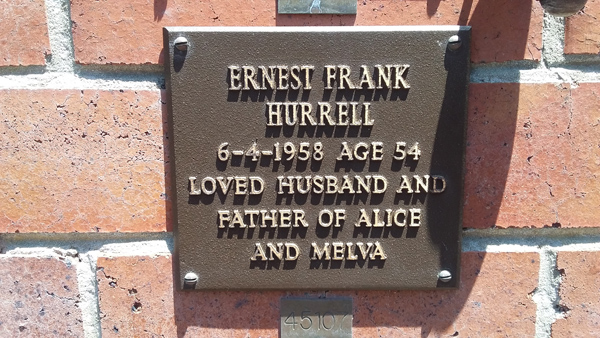 ERNEST FRANK
HURRELL
6-4-1958 AGE 54
LOVED HUSBAND AND
FATHER OF ALICE
AND MELVA